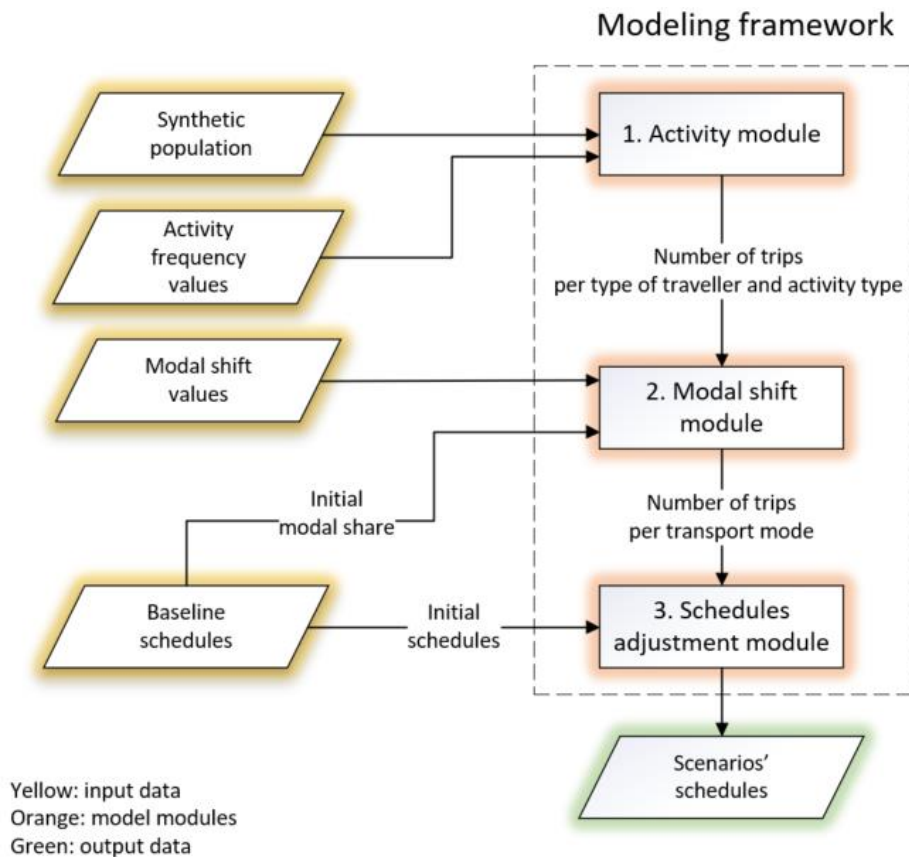 Modeling framework
Synthetic
population
1. Activity module
Activity
frequency
values
Number of trips
per type of traveller and activity type
Modal shift
values
2. Modal shift
module
Initial
modal share
Number of trips
per transport mode
Baseline
schedules
Initial
schedules
3. Schedules
adjustment module
Scenarios’
schedules
Yellow: input data
Orange: model modules
Green: output data